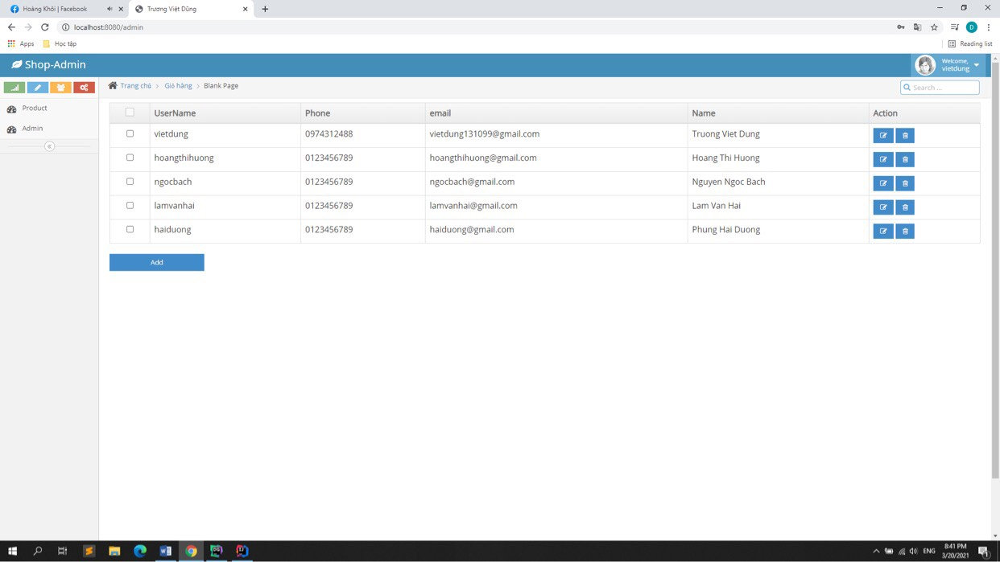 Hoàng Khôi | Facebook
Trương Việt Dũng
localhost:8080/admin
Apps
Học tập
Reading list
Shop-Admin
Welcome,
vietdung
Trang chủ
Giỏ hàng
Blank Page
Search ...
Product
Admin
UserName Phone email Name Action
vietdung 0974312488 vietdung131099@gmail.com Truong Viet Dung
hoangthihuong 0123456789 hoangthihuong@gmail.com Hoang Thi Huong
ngocbach 0123456789 ngocbach@gmail.com Nguyen Ngoc Bach
lamvanhai 0123456789 lamvanhai@gmail.com Lam Van Hai
haiduong 0123456789 haiduong@gmail.com Phung Hai Duong
Add
ENG
8:41 PM
3/20/2021